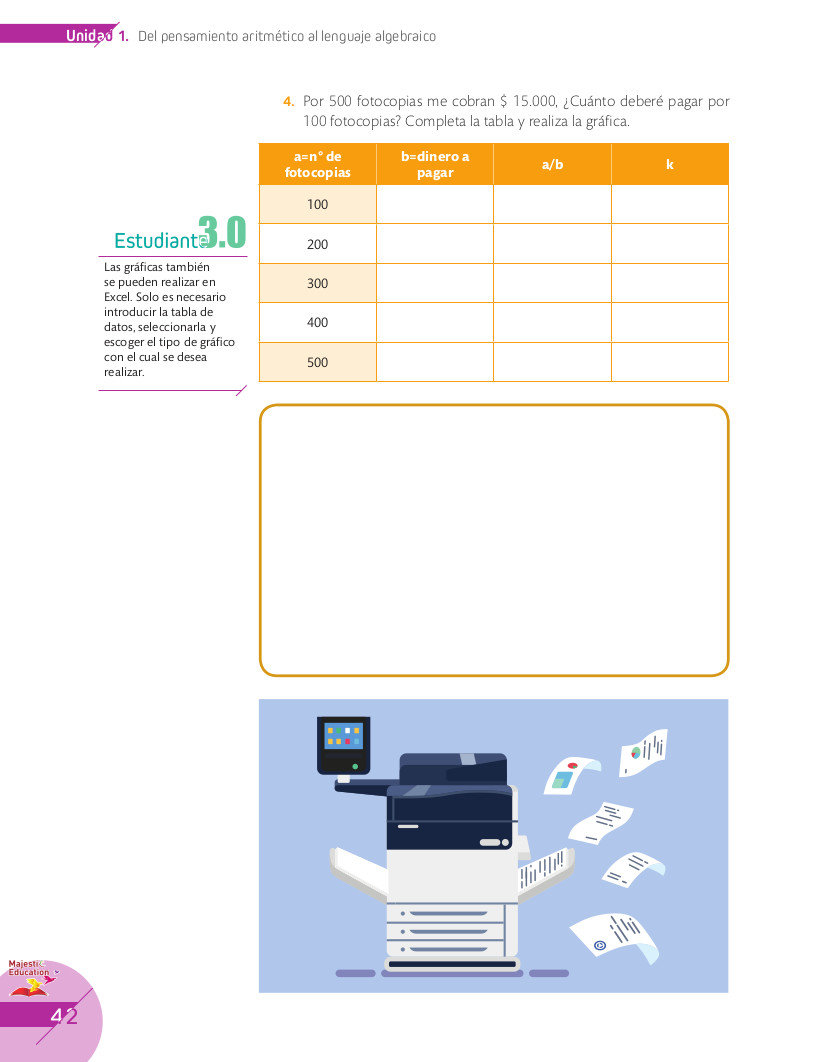 Unidad 1. Del pensamiento aritmético al lenguaje algebraico
4. Por 500 fotocopias me cobran $ 15.000, ¿Cuánto deberé pagar por
100 fotocopias? Completa la tabla y realiza la gráfica.
a=n° de fotocopias b=dinero a pagar a/b k
100
200
300
400
500
Estudiante 3.0
Las gráficas también
se pueden realizar en
Excel. Solo es necesario
introducir la tabla de
datos, seleccionarla y
escoger el tipo de gráfico
con el cual se desea
realizar.
Majestic
Education
42